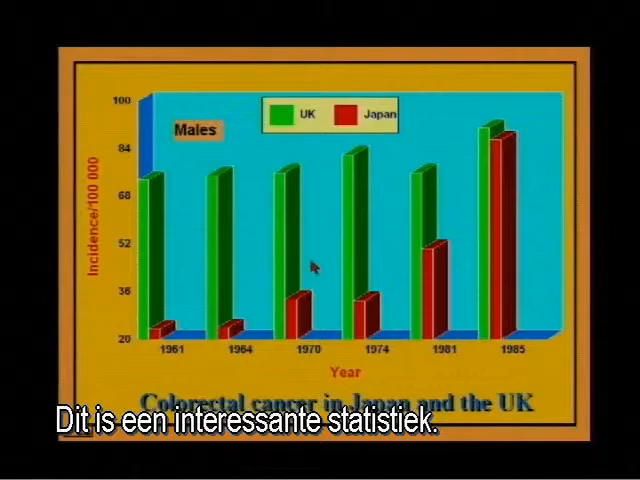 100
UK
Japan
Males
84
68
52
36
20
Incidence/100 000
1961
1964
1970
1974
1981
1985
Year
Colorectal cancer in Japan and the UK
Dit is een interessante statistiek.